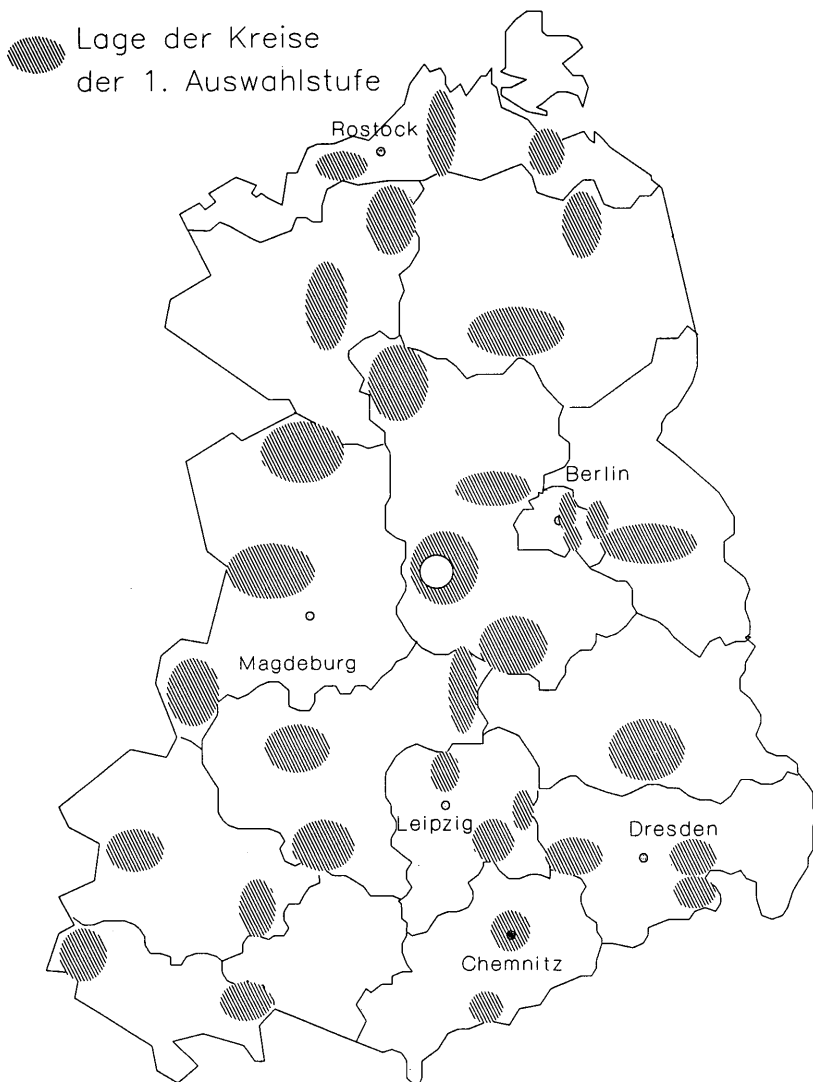 Lage der Kreise
der 1. Auswahlstufe
Rostock
Berlin
Magdeburg
Leipzig
Dresden
Chemnitz